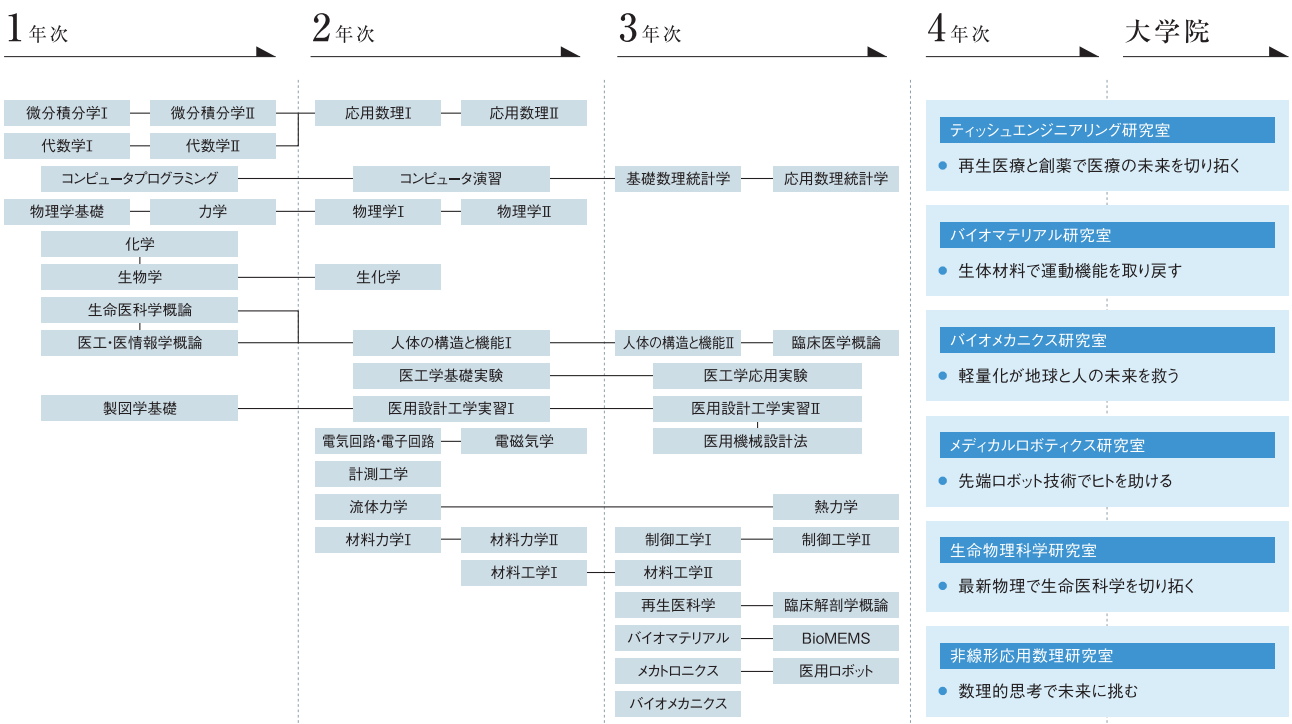 1年次
2年次
3年次
4年次
大学院
微分積分学Ⅰ
微分積分学Ⅱ
応用数理Ⅰ
応用数理Ⅱ
代数学Ⅰ
代数学Ⅱ
コンピュータプログラミング
コンピュータ演習
基礎数理統計学
応用数理統計学
物理学基礎
力学
物理学Ⅰ
物理学Ⅱ
化学
生物学
生化学
生命医科学概論
医工・医情報学概論
人体の構造と機能Ⅰ
人体の構造と機能Ⅱ
臨床医学概論
医工学基礎実験
医工学応用実験
製図学基礎
医用設計工学実習Ⅰ
医用設計工学実習Ⅱ
電気回路・電子回路
電磁気学
医用機械設計法
計測工学
流体力学
熱力学
材料力学Ⅰ
材料力学Ⅱ
制御工学Ⅰ
制御工学Ⅱ
材料工学Ⅰ
材料工学Ⅱ
再生医科学
臨床解剖学概論
バイオマテリアル
BioMEMS
メカトロニクス
医用ロボット
バイオメカニクス
ティッシュエンジニアリング研究室
● 再生医療と創薬で医療の未来を切り拓く
バイオマテリアル研究室
● 生体材料で運動機能を取り戻す
バイオメカニクス研究室
● 軽量化が地球と人の未来を救う
メディカルロボティクス研究室
● 先端ロボット技術でヒトを助ける
生命物理科学研究室
● 最新物理で生命医科学を切り拓く
非線形応用数理研究室
● 数理的思考で未来に挑む